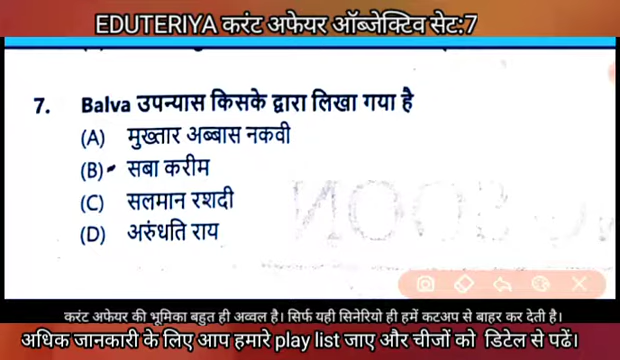 EDUTERIYA करंट अफेयर ऑब्जेक्टिव सेट:7
7. Balva उपन्यास किसके द्वारा लिखा गया है
(A) मुख्तार अब्बास नकवी
(B) सबा करीम
(C) सलमान रशदी
(D) अरुंधति राय
करंट अफेयर की भूमिका बहुत ही अव्वल है। सिर्फ यही सिनेरियो ही हमें कटअप से बाहर कर देती है।
अधिक जानकारी के लिए आप हमारे play list जाए और चीजों को डिटेल से पढें।